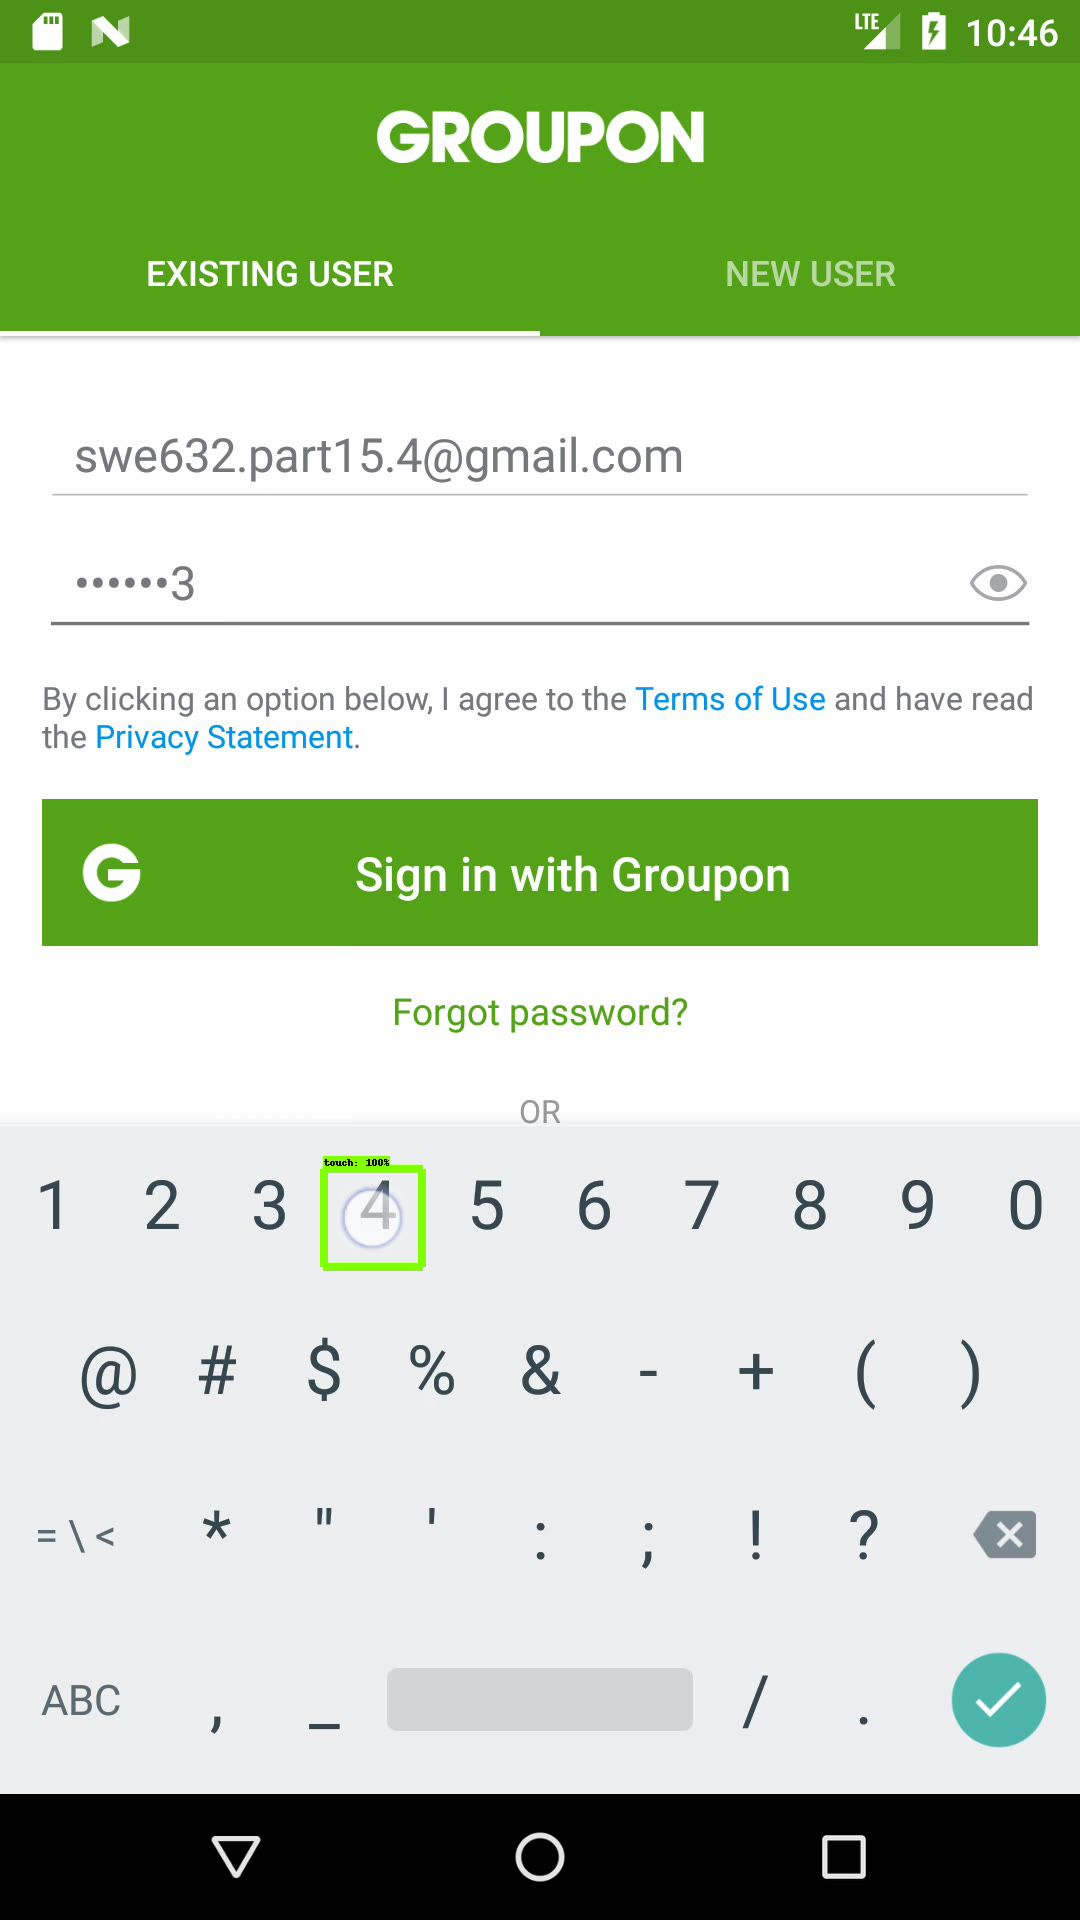 LTE 10:46
GROUPON
EXISTING USER NEW USER
swe632.part15.4@gmail.com
••••••3
By clicking an option below, I agree to the Terms of Use and have read
the Privacy Statement.
G Sign in with Groupon
Forgot password?
OR
touch: 100%
1 2 3 4 5 6 7 8 9 0
@ # $ % & - + ( )
= \ < * " ' : ; ! ?
ABC , _ / .